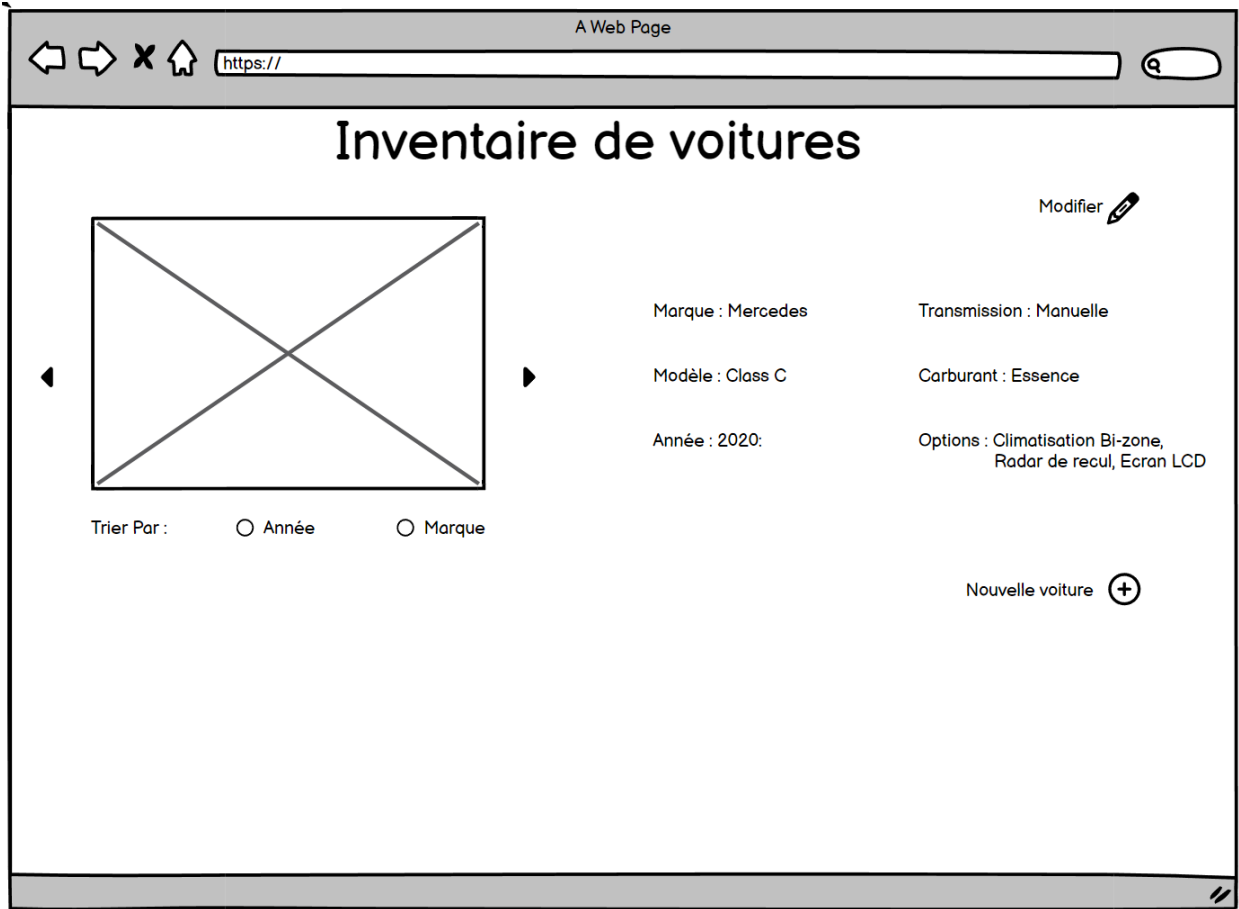 A Web Page
https://
Inventaire de voitures
Modifier
Marque : Mercedes
Transmission : Manuelle
Modèle : Class C
Carburant : Essence
Année : 2020:
Options : Climatisation Bi-zone,
Radar de recul, Ecran LCD
Trier Par :
Année
Marque
Nouvelle voiture